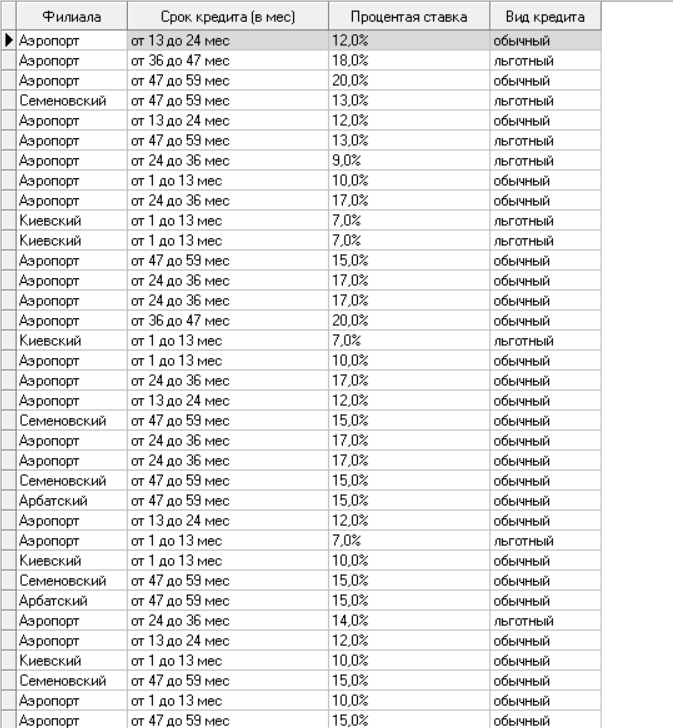 Филиала Срок кредита (в мес) Процентая ставка Вид кредита
Аэропорт от 13 до 24 мес 12,0% обычный
Аэропорт от 36 до 47 мес 18,0% льготный
Аэропорт от 47 до 59 мес 20,0% обычный
Семеновский от 47 до 59 мес 13,0% льготный
Аэропорт от 13 до 24 мес 12,0% обычный
Аэропорт от 47 до 59 мес 13,0% льготный
Аэропорт от 24 до 36 мес 9,0% льготный
Аэропорт от 1 до 13 мес 10,0% обычный
Аэропорт от 24 до 36 мес 17,0% обычный
Киевский от 1 до 13 мес 7,0% льготный
Киевский от 1 до 13 мес 7,0% льготный
Аэропорт от 47 до 59 мес 15,0% обычный
Аэропорт от 24 до 36 мес 17,0% обычный
Аэропорт от 24 до 36 мес 17,0% обычный
Аэропорт от 36 до 47 мес 20,0% обычный
Киевский от 1 до 13 мес 7,0% льготный
Аэропорт от 1 до 13 мес 10,0% обычный
Аэропорт от 24 до 36 мес 17,0% обычный
Аэропорт от 13 до 24 мес 12,0% обычный
Семеновский от 47 до 59 мес 15,0% обычный
Аэропорт от 24 до 36 мес 17,0% обычный
Аэропорт от 24 до 36 мес 17,0% обычный
Семеновский от 47 до 59 мес 15,0% обычный
Арбатский от 47 до 59 мес 15,0% обычный
Аэропорт от 13 до 24 мес 12,0% обычный
Аэропорт от 1 до 13 мес 7,0% льготный
Киевский от 1 до 13 мес 10,0% обычный
Семеновский от 47 до 59 мес 15,0% обычный
Арбатский от 47 до 59 мес 15,0% обычный
Аэропорт от 24 до 36 мес 14,0% льготный
Аэропорт от 13 до 24 мес 12,0% обычный
Киевский от 1 до 13 мес 10,0% обычный
Семеновский от 47 до 59 мес 15,0% обычный
Аэропорт от 1 до 13 мес 10,0% обычный
Аэропорт от 47 до 59 мес 15,0% обычный